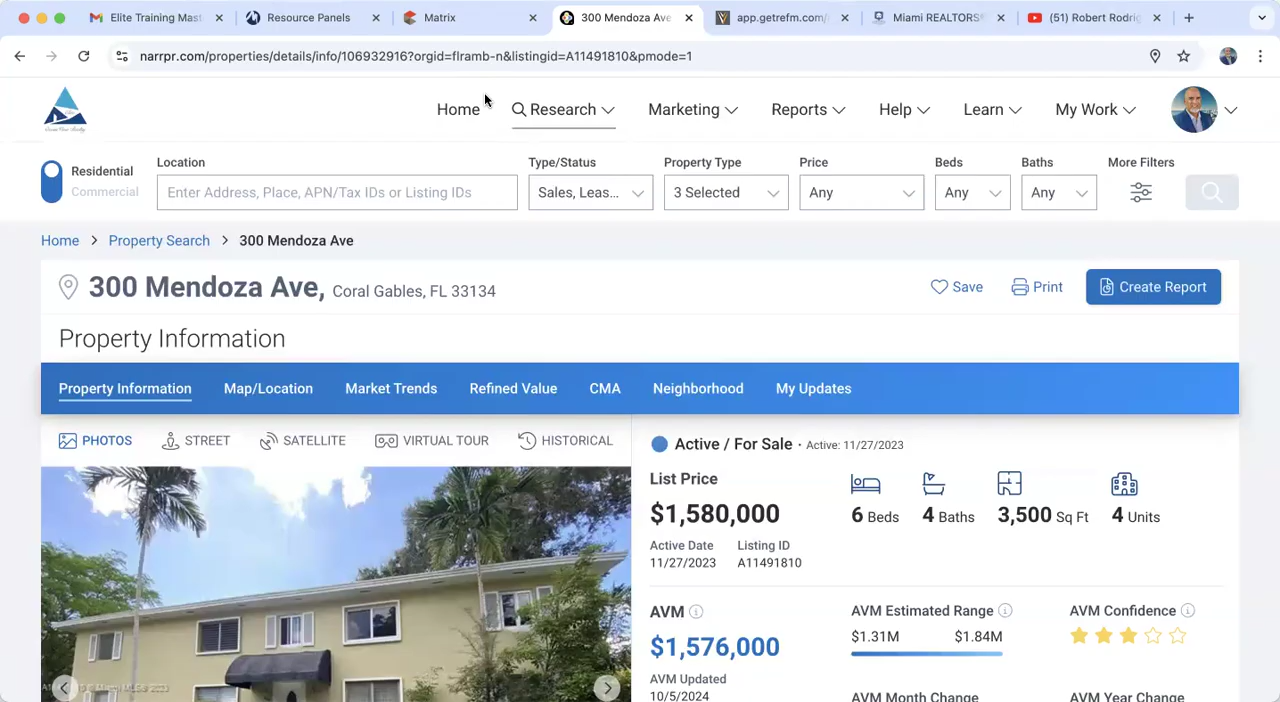 Elite Training Mast
Resource Panels
Matrix
300 Mendoza Ave
app.getrefm.com/
Miami REALTORS®
(51) Robert Rodrig
narrpr.com/properties/details/info/106932916?orgid=flramb-n&listingid=A11491810&pmode=1
Home
Research
Marketing
Reports
Help
Learn
My Work
Residential
Commercial
Location
Enter Address, Place, APN/Tax IDs or Listing IDs
Type/Status
Sales, Leas...
Property Type
3 Selected
Price
Any
Beds
Any
Baths
Any
More Filters
Home > Property Search > 300 Mendoza Ave
300 Mendoza Ave, Coral Gables, FL 33134
Save
Print
Create Report
Property Information
Property Information
Map/Location
Market Trends
Refined Value
CMA
Neighborhood
My Updates
PHOTOS
STREET
SATELLITE
VIRTUAL TOUR
HISTORICAL
Active / For Sale • Active: 11/27/2023
List Price
$1,580,000
6 Beds
4 Baths
3,500 Sq Ft
4 Units
Active Date
11/27/2023
Listing ID
A11491810
AVM
$1,576,000
AVM Updated
10/5/2024
AVM Estimated Range
$1.31M
$1.84M
AVM Confidence
AVM Month Change
AVM Year Change